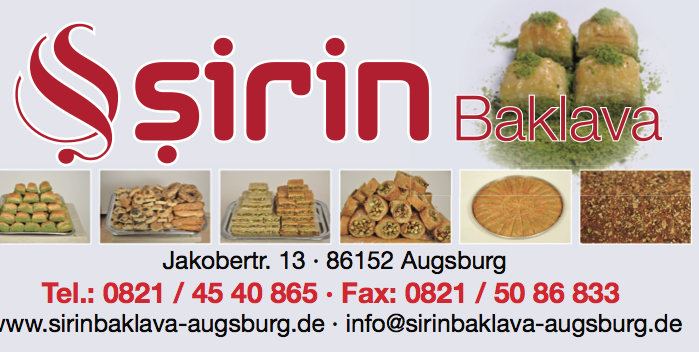 şirin Baklava
Jakobertr. 13 · 86152 Augsburg
Tel.: 0821 / 45 40 865 · Fax: 0821 / 50 86 833
www.sirinbaklava-augsburg.de · info@sirinbaklava-augsburg.de